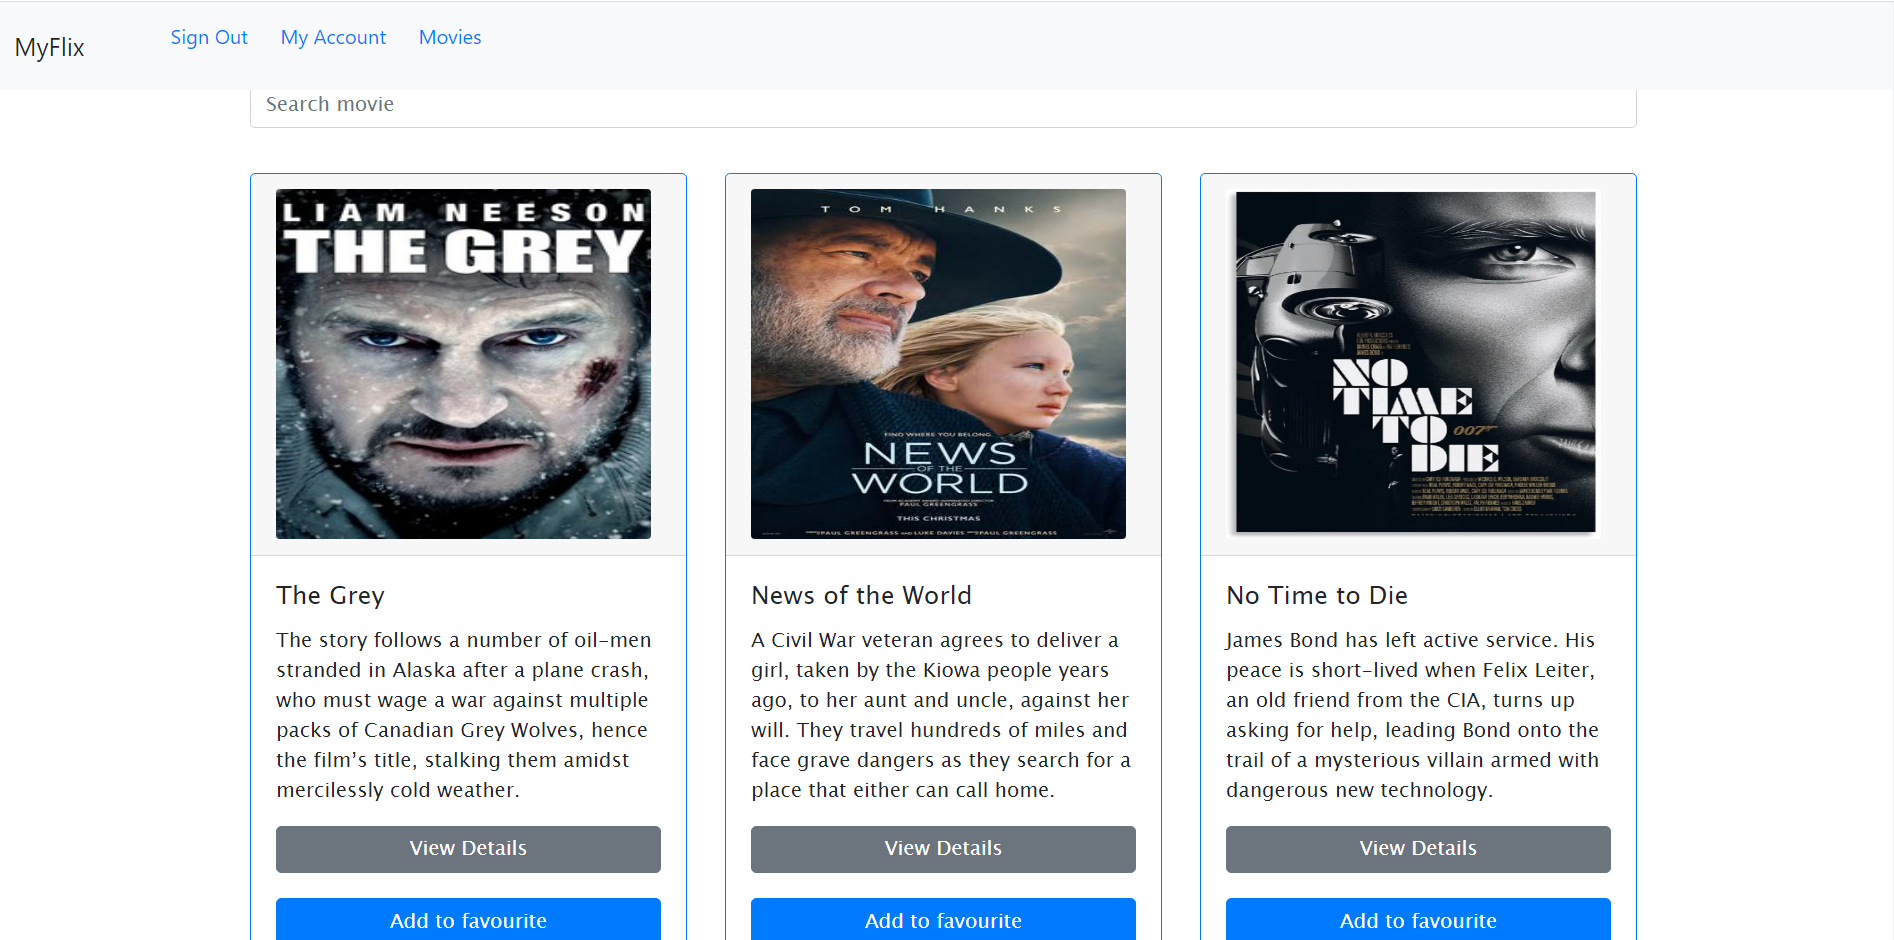 MyFlix
Sign Out
My Account
Movies
Search movie
LIAM NEESON
THE GREY
TOM HANKS
FIND WHERE YOU BELONG
NEWS
OF THE
WORLD
PAUL GREENGRASS
THIS CHRISTMAS
PAUL GREENGRASS AND LUKE DAVIES PAUL GREENGRASS
NO
TIME
TO 007
DIE
The Grey
The story follows a number of oil-men
stranded in Alaska after a plane crash,
who must wage a war against multiple
packs of Canadian Grey Wolves, hence
the film’s title, stalking them amidst
mercilessly cold weather.
View Details
Add to favourite
News of the World
A Civil War veteran agrees to deliver a
girl, taken by the Kiowa people years
ago, to her aunt and uncle, against her
will. They travel hundreds of miles and
face grave dangers as they search for a
place that either can call home.
View Details
Add to favourite
No Time to Die
James Bond has left active service. His
peace is short-lived when Felix Leiter,
an old friend from the CIA, turns up
asking for help, leading Bond onto the
trail of a mysterious villain armed with
dangerous new technology.
View Details
Add to favourite